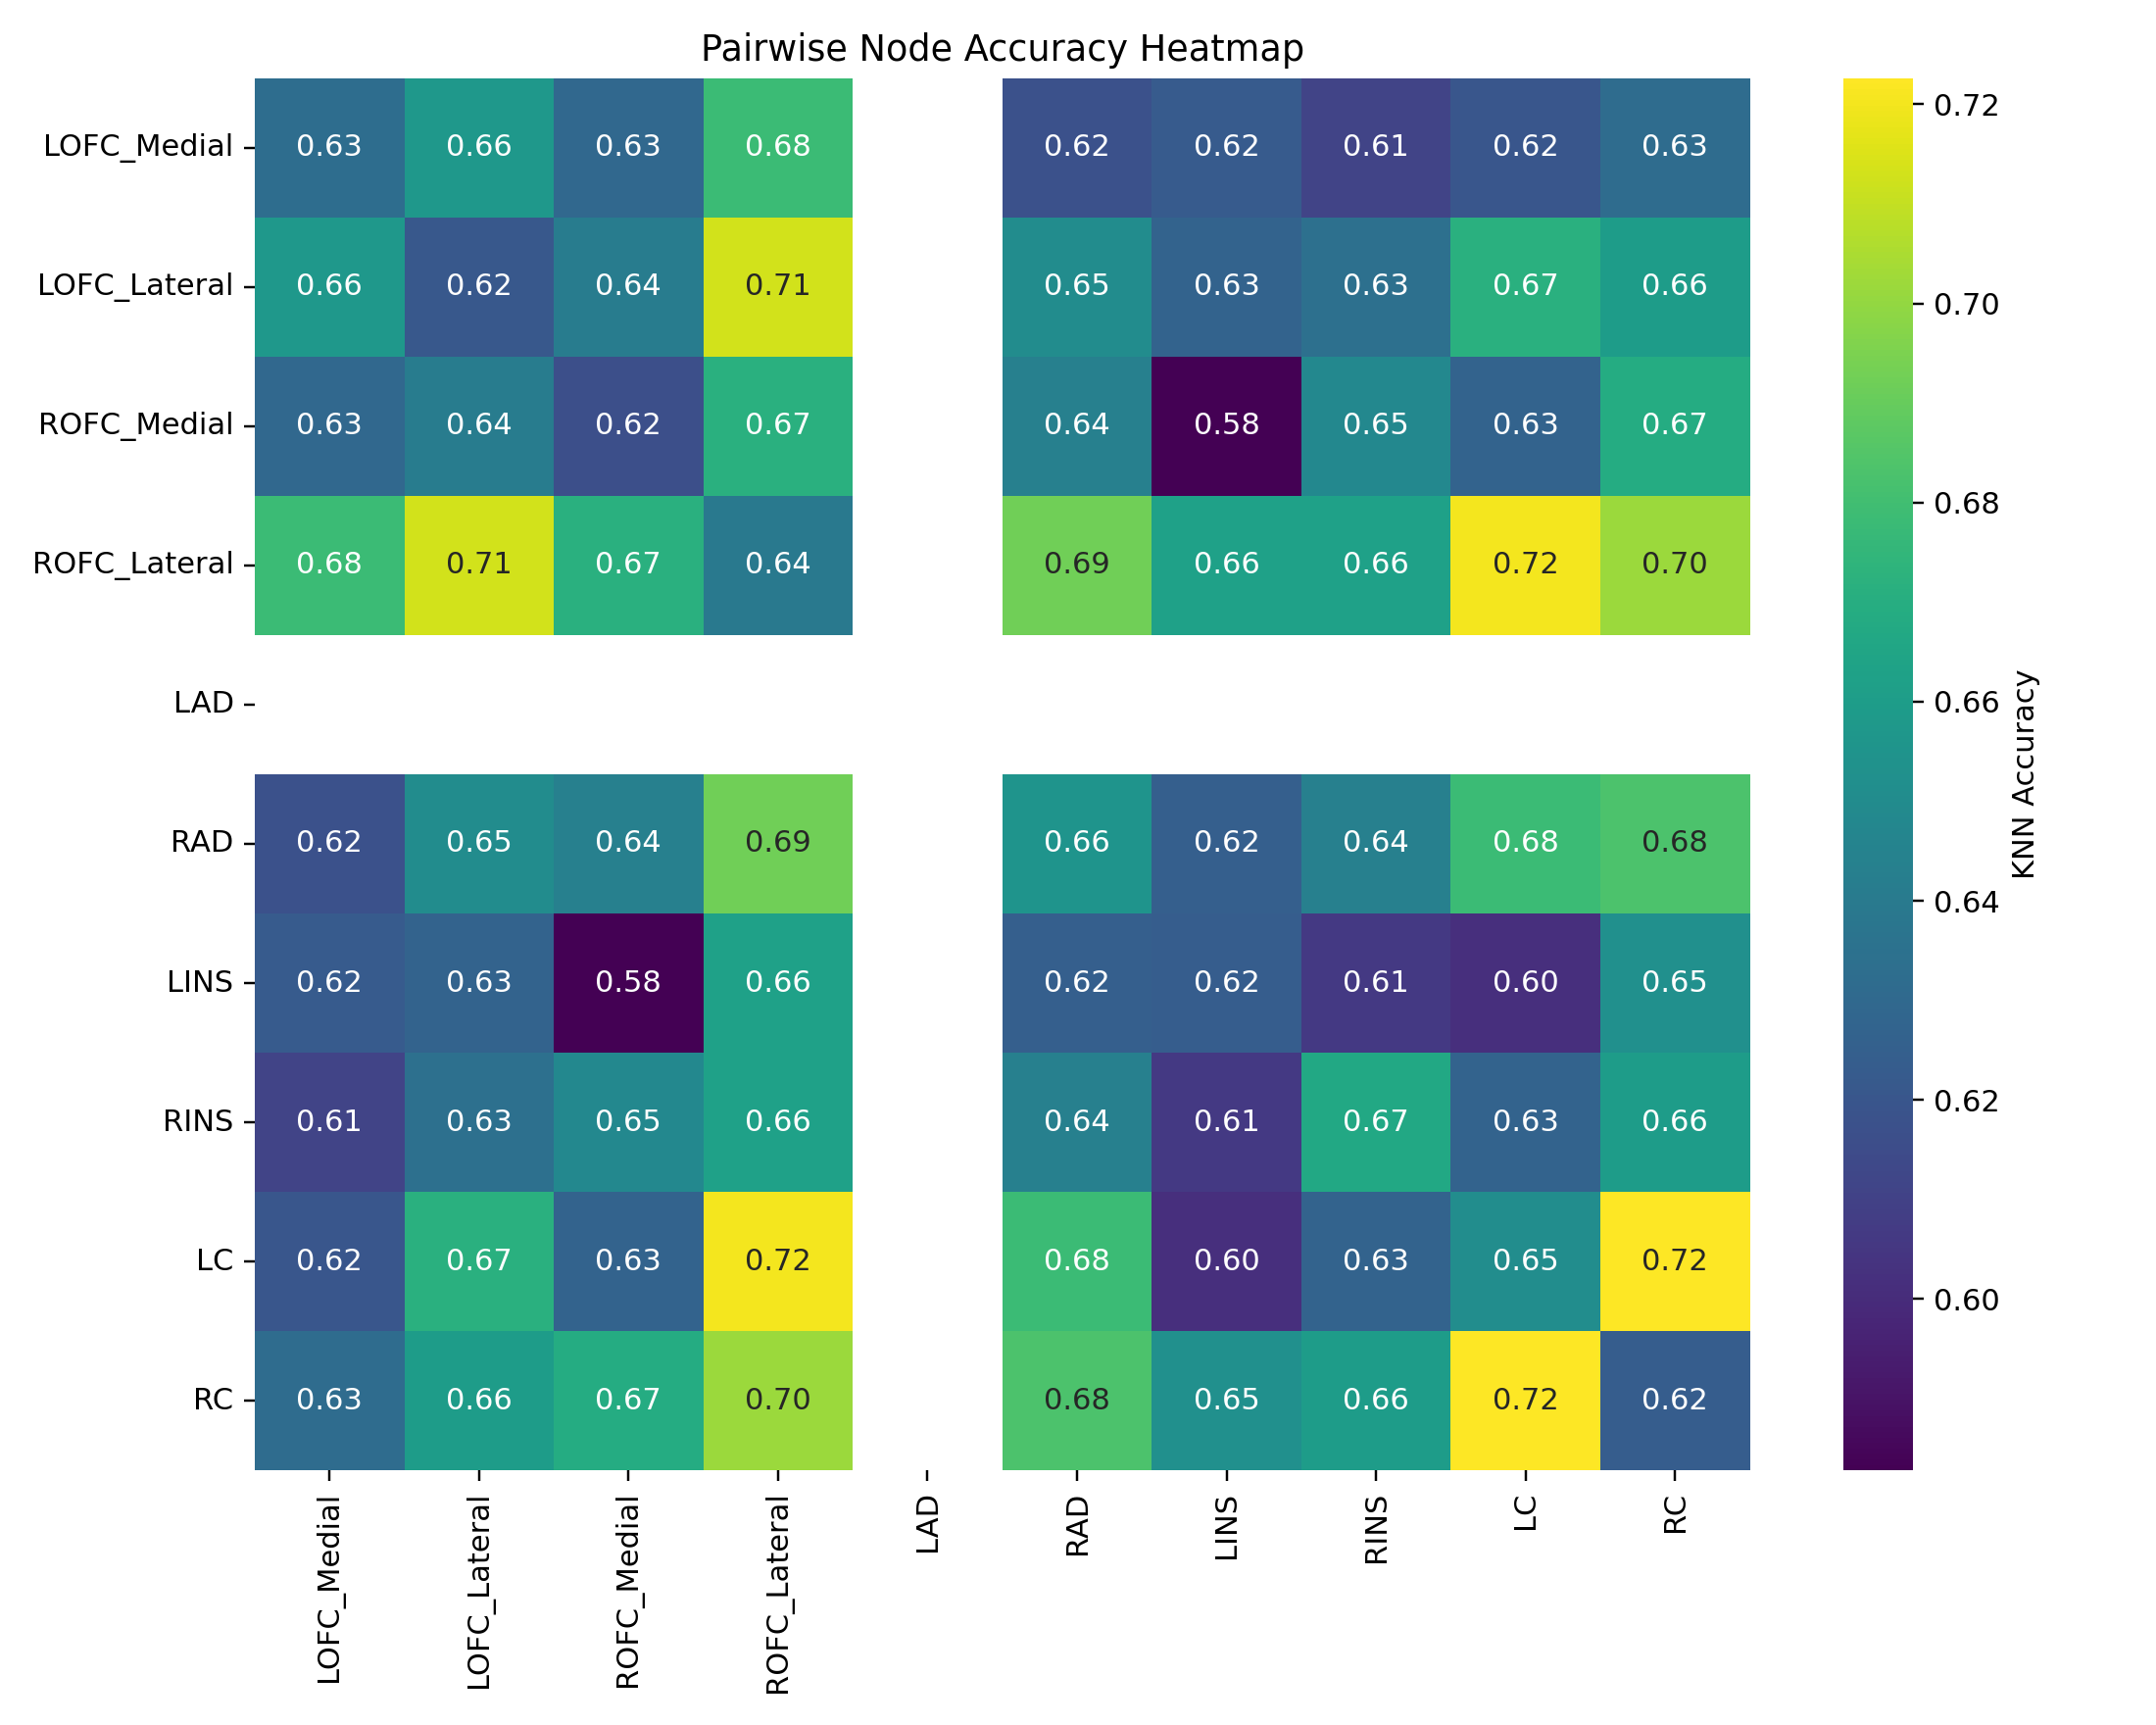 Pairwise Node Accuracy Heatmap
LOFC_Medial 0.63 0.66 0.63 0.68 0.62 0.62 0.61 0.62 0.63
LOFC_Lateral 0.66 0.62 0.64 0.71 0.65 0.63 0.63 0.67 0.66
ROFC_Medial 0.63 0.64 0.62 0.67 0.64 0.58 0.65 0.63 0.67
ROFC_Lateral 0.68 0.71 0.67 0.64 0.69 0.66 0.66 0.72 0.70
LAD
RAD 0.62 0.65 0.64 0.69 0.66 0.62 0.64 0.68 0.68
LINS 0.62 0.63 0.58 0.66 0.62 0.62 0.61 0.60 0.65
RINS 0.61 0.63 0.65 0.66 0.64 0.61 0.67 0.63 0.66
LC 0.62 0.67 0.63 0.72 0.68 0.60 0.63 0.65 0.72
RC 0.63 0.66 0.67 0.70 0.68 0.65 0.66 0.72 0.62
LOFC_Medial
LOFC_Lateral
ROFC_Medial
ROFC_Lateral
LAD
RAD
LINS
RINS
LC
RC
0.72
0.70
0.68
0.66
0.64
0.62
0.60
KNN Accuracy